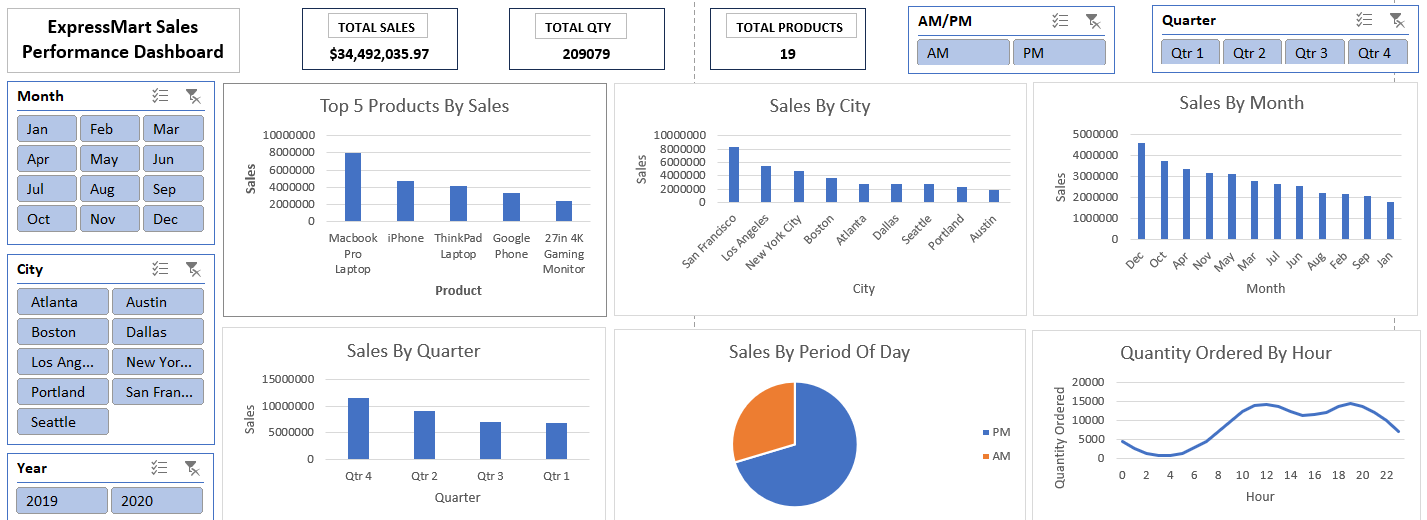 ExpressMart Sales
Performance Dashboard
TOTAL SALES
$34,492,035.97
TOTAL QTY
209079
TOTAL PRODUCTS
19
AM/PM
AM PM
Quarter
Qtr 1 Qtr 2 Qtr 3 Qtr 4
Month
Jan Feb Mar
Apr May Jun
Jul Aug Sep
Oct Nov Dec
City
Atlanta Austin
Boston Dallas
Los Ang... New Yor...
Portland San Fran...
Seattle
Year
2019 2020
Top 5 Products By Sales
Sales
10000000
8000000
6000000
4000000
2000000
0
Macbook Pro Laptop
iPhone
ThinkPad Laptop
Google Phone
27in 4K Gaming Monitor
Product
Sales By City
Sales
10000000
8000000
6000000
4000000
2000000
0
San Francisco
Los Angeles
New York City
Boston
Atlanta
Dallas
Seattle
Portland
Austin
City
Sales By Month
Sales
5000000
4000000
3000000
2000000
1000000
0
Dec Oct Apr Nov May Mar Jul Jun Aug Feb Sep Jan
Month
Sales By Quarter
Sales
15000000
10000000
5000000
0
Qtr 4 Qtr 2 Qtr 3 Qtr 1
Quarter
Sales By Period Of Day
PM
AM
Quantity Ordered By Hour
Quantity Ordered
20000
15000
10000
5000
0
0 2 4 6 8 10 12 14 16 18 20 22
Hour